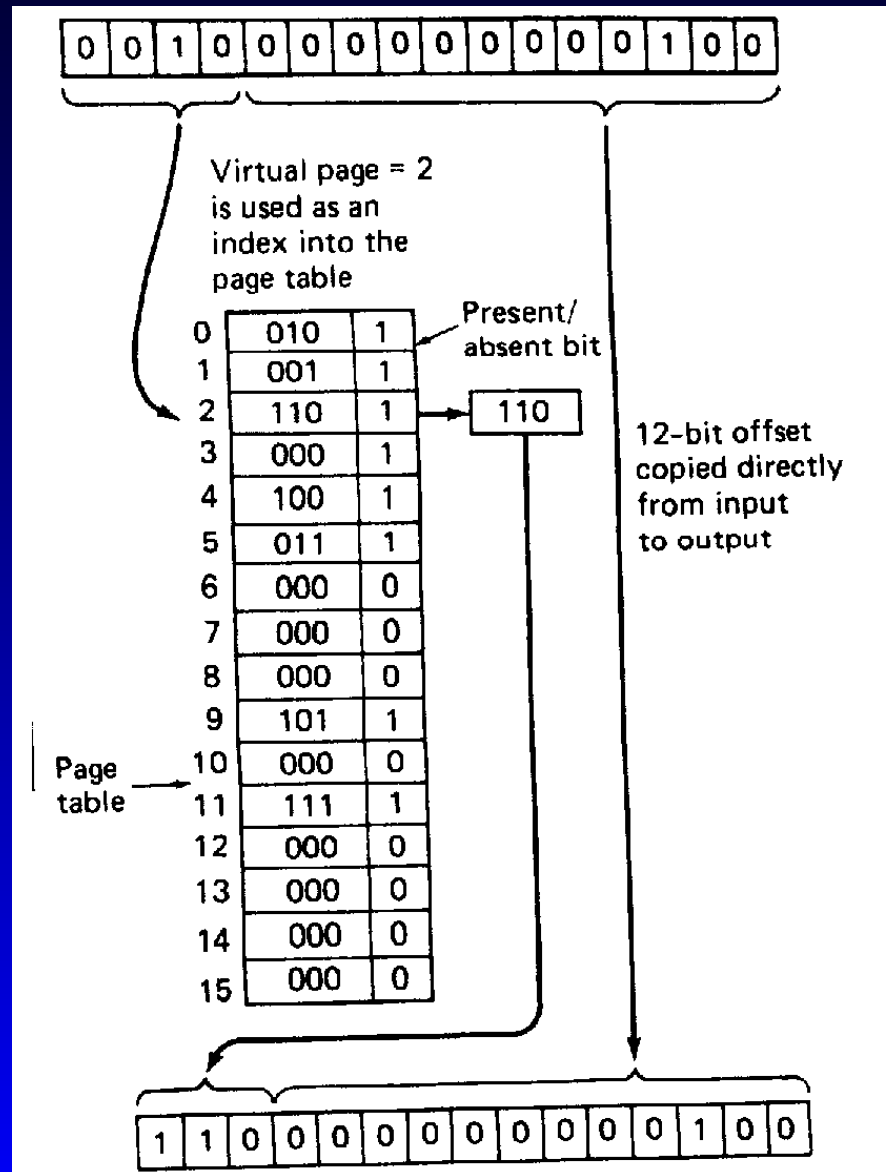 0 0 1 0 0 0 0 0 0 0 0 0 0 1 0 0
Virtual page = 2
is used as an
index into the
page table
Present/
absent bit
0 010 1
1 001 1
2 110 1
110
3 000 1
4 100 1
5 011 1
6 000 0
7 000 0
8 000 0
9 101 1
10 000 0
11 111 1
12 000 0
13 000 0
14 000 0
15 000 0
12-bit offset
copied directly
from input
to output
Page
table
1 1 0 0 0 0 0 0 0 0 0 0 1 0 0